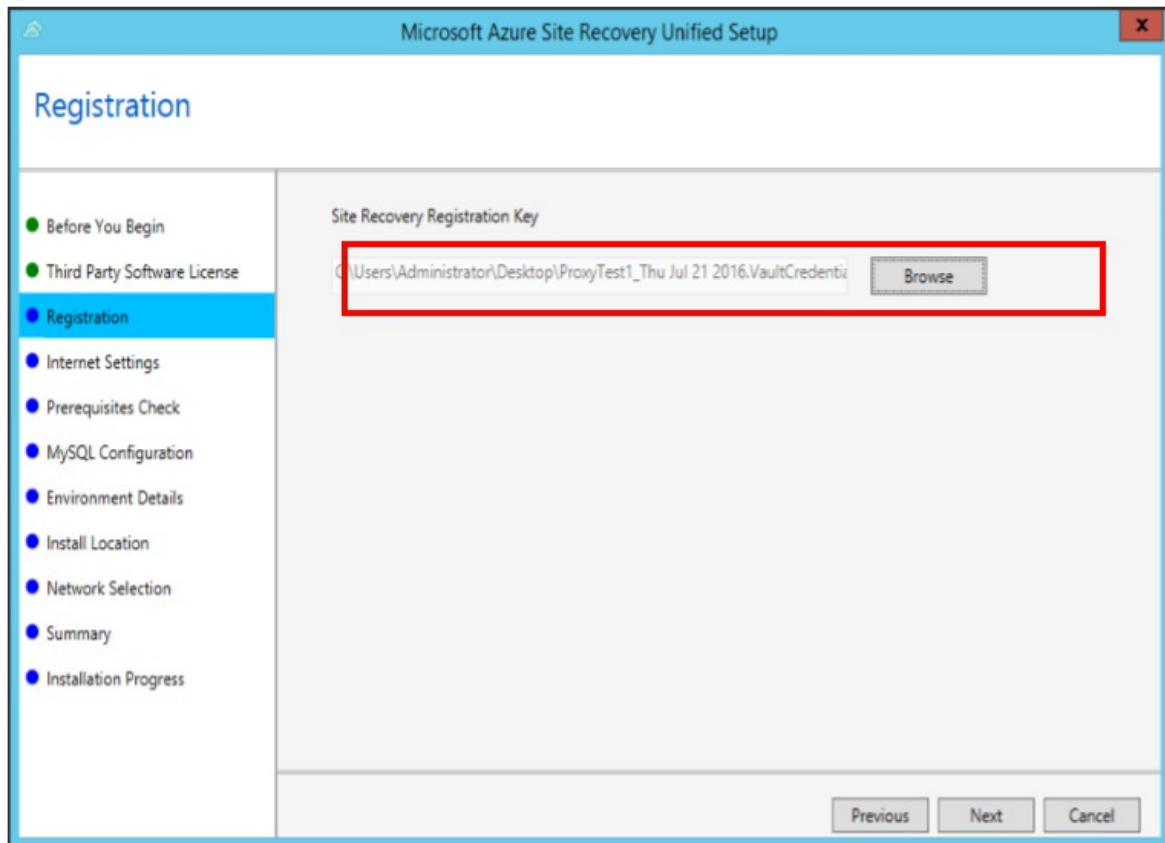 Microsoft Azure Site Recovery Unified Setup
x
Registration
Before You Begin
Third Party Software License
Registration
Internet Settings
Prerequisites Check
MySQL Configuration
Environment Details
Install Location
Network Selection
Summary
Installation Progress
Site Recovery Registration Key
C:\Users\Administrator\Desktop\ProxyTest1_Thu Jul 21 2016.VaultCredentia
Browse
Previous Next Cancel